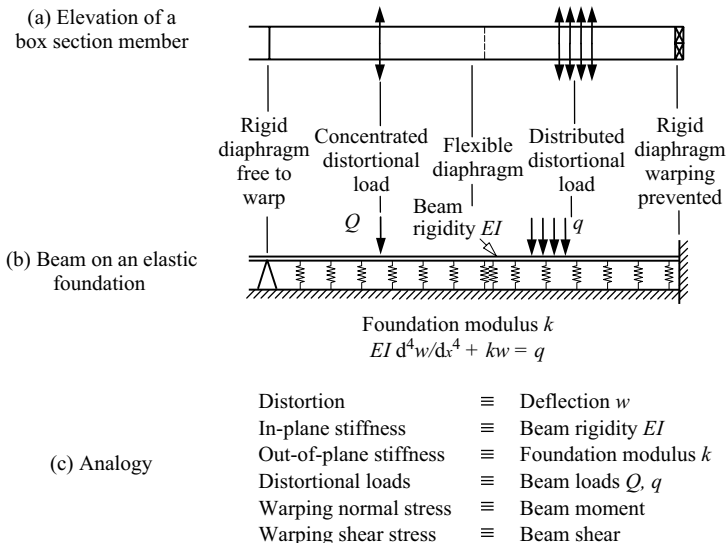 (a) Elevation of a
box section member
Rigid
diaphragm
free to
warp
Concentrated
distortional
load
Flexible
diaphragm
Distributed
distortional
load
Rigid
diaphragm
warping
prevented
Q
Beam
rigidity EI
q
(b) Beam on an elastic
foundation
Foundation modulus k
EI d⁴w/dx⁴ + kw = q
(c) Analogy
Distortion ≡ Deflection w
In-plane stiffness ≡ Beam rigidity EI
Out-of-plane stiffness ≡ Foundation modulus k
Distortional loads ≡ Beam loads Q, q
Warping normal stress ≡ Beam moment
Warping shear stress ≡ Beam shear